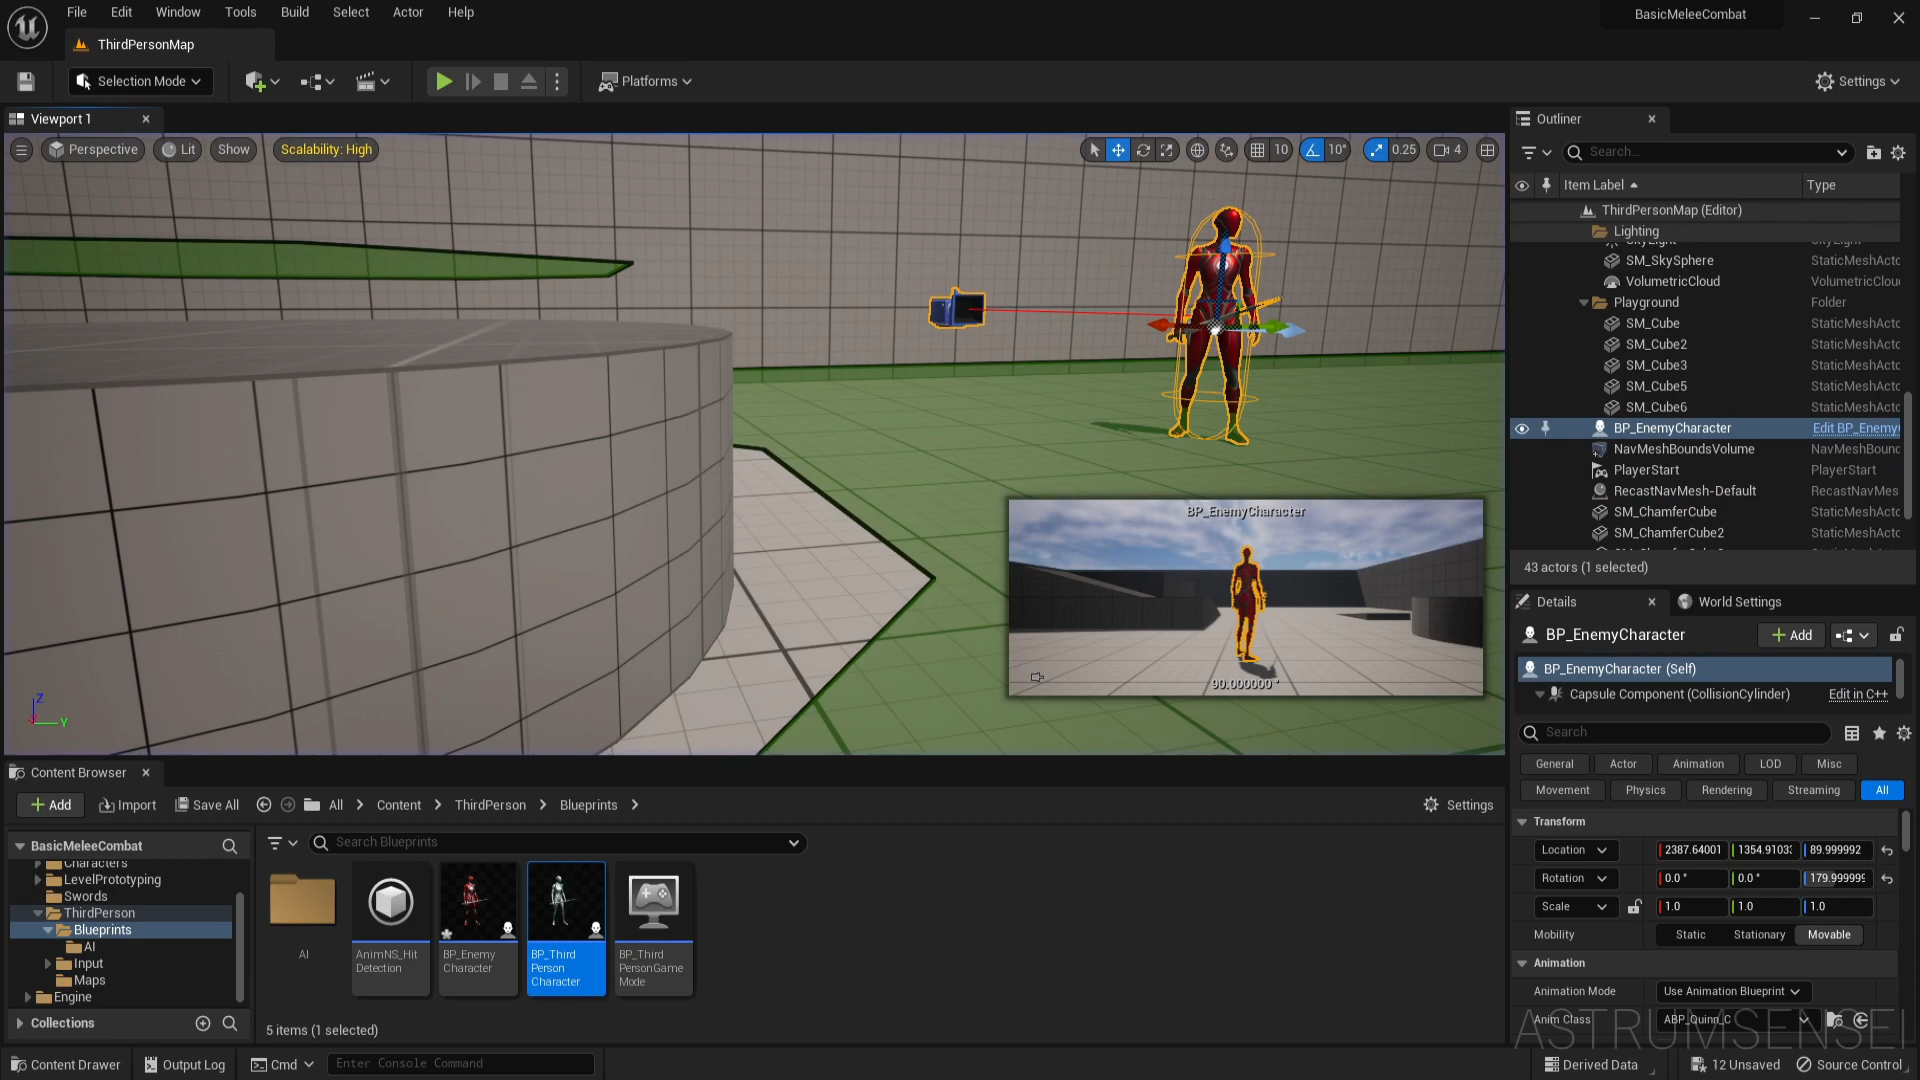 File Edit Window Tools Build Select Actor Help
BasicMeleeCombat
ThirdPersonMap
Selection Mode
Platforms
Settings
Viewport 1
Perspective
Lit
Show
Scalability: High
10
10°
0.25
4
BP_EnemyCharacter
90.000000°
Z
Y
Outliner
Search...
Item Label
Type
ThirdPersonMap (Editor)
Lighting
SM_SkySphere StaticMeshActo
VolumetricCloud VolumetricClou
Playground Folder
SM_Cube StaticMeshActo
SM_Cube2 StaticMeshActo
SM_Cube3 StaticMeshActo
SM_Cube5 StaticMeshActo
SM_Cube6 StaticMeshActo
BP_EnemyCharacter Edit BP_Enemy
NavMeshBoundsVolume NavMeshBound
PlayerStart PlayerStart
RecastNavMesh-Default RecastNavMes
SM_ChamferCube StaticMeshActo
SM_ChamferCube2 StaticMeshActo
43 actors (1 selected)
Details
World Settings
BP_EnemyCharacter
Add
BP_EnemyCharacter (Self)
Capsule Component (CollisionCylinder) Edit in C++
Search
General Actor Animation LOD Misc
Movement Physics Rendering Streaming All
Transform
Location 2387.64001 1354.9103 89.999992
Rotation 0.0 ° 0.0 ° 179.999999
Scale 1.0 1.0 1.0
Mobility Static Stationary Movable
Animation
Animation Mode Use Animation Blueprint
Anim Class ABP_Quinn_C
ASTRUMSENSEI
Content Browser
Add Import Save All All Content ThirdPerson Blueprints Settings
BasicMeleeCombat
Characters
LevelPrototyping
Swords
ThirdPerson
Blueprints
AI
Input
Maps
Engine
Collections
Search Blueprints
AI
AnimNS_Hit
Detection
BP_Enemy
Character
BP_Third
Person
Character
BP_Third
PersonGame
Mode
5 items (1 selected)
Content Drawer Output Log Cmd Enter Console Command Derived Data 12 Unsaved Source Control